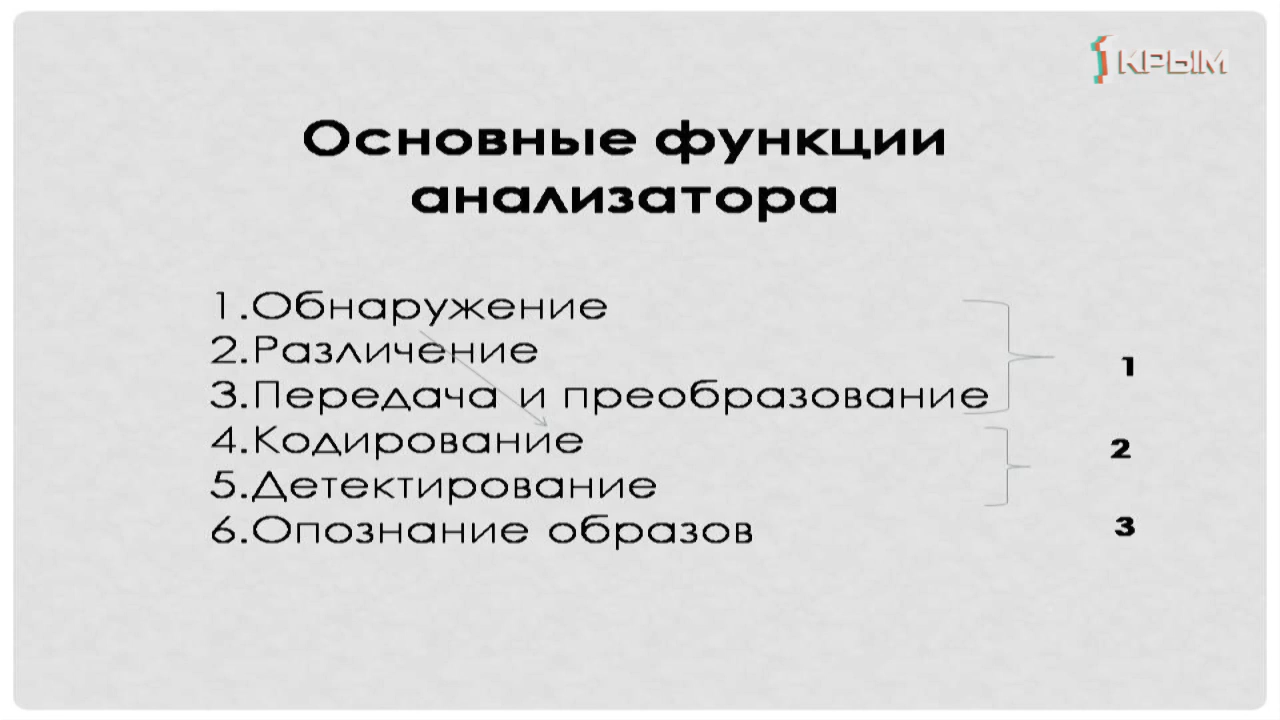 1 КРЫМ
Основные функции
анализатора
1.Обнаружение
2.Различение
3.Передача и преобразование
4.Кодирование
5.Детектирование
6.Опознание образов
1
2
3